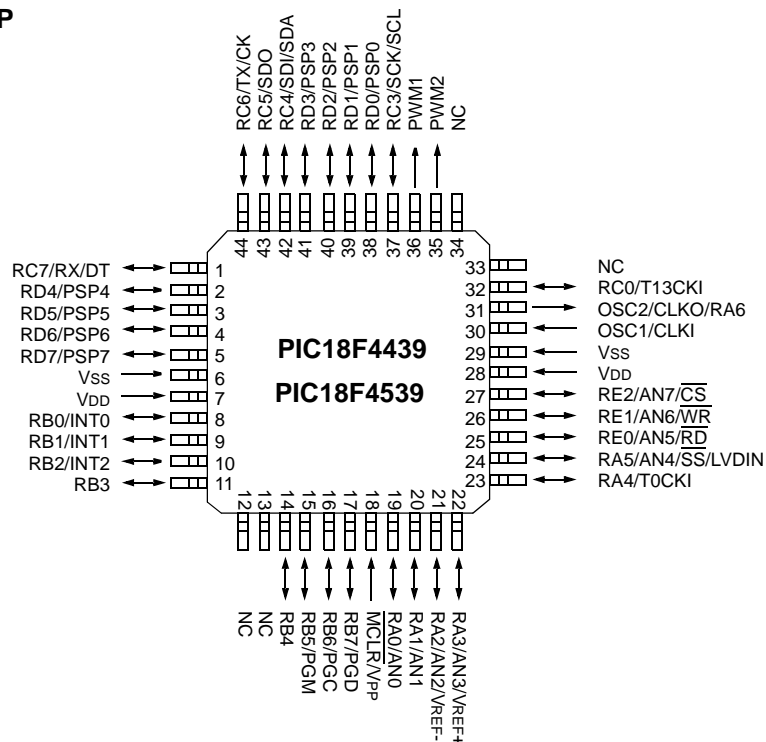 P
RC6/TX/CK
RC5/SDO
RC4/SDI/SDA
RD3/PSP3
RD2/PSP2
RD1/PSP1
RD0/PSP0
RC3/SCK/SCL
PWM1
PWM2
NC
44
43
42
41
40
39
38
37
36
35
34
RC7/RX/DT 1
RD4/PSP4 2
RD5/PSP5 3
RD6/PSP6 4
RD7/PSP7 5
VSS 6
VDD 7
RB0/INT0 8
RB1/INT1 9
RB2/INT2 10
RB3 11
PIC18F4439
PIC18F4539
33 NC
32 RC0/T13CKI
31 OSC2/CLKO/RA6
30 OSC1/CLKI
29 VSS
28 VDD
27 RE2/AN7/CS
26 RE1/AN6/WR
25 RE0/AN5/RD
24 RA5/AN4/SS/LVDIN
23 RA4/T0CKI
12
13
14
15
16
17
18
19
20
21
22
NC
NC
RB4
RB5/PGM
RB6/PGC
RB7/PGD
MCLR/VPP
RA0/AN0
RA1/AN1
RA2/AN2/VREF-
RA3/AN3/VREF+